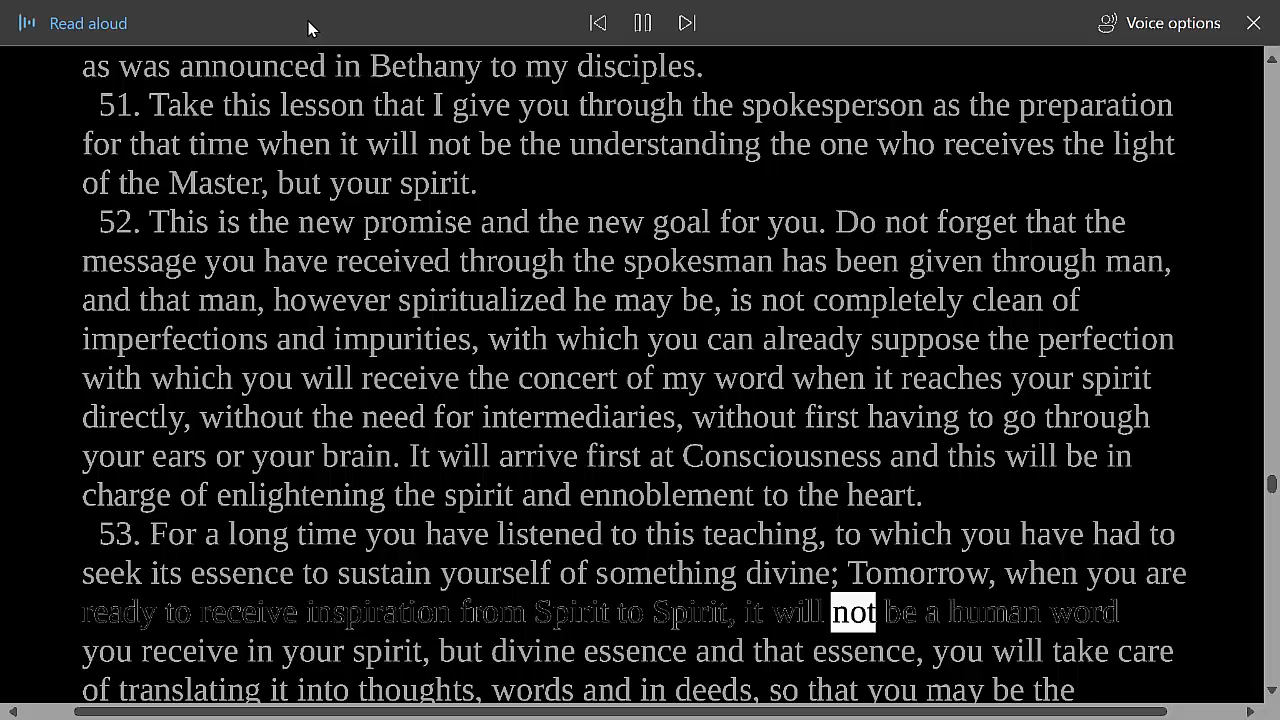 Read aloud
Voice options
as was announced in Bethany to my disciples.
51. Take this lesson that I give you through the spokesperson as the preparation
for that time when it will not be the understanding the one who receives the light
of the Master, but your spirit.
52. This is the new promise and the new goal for you. Do not forget that the
message you have received through the spokesman has been given through man,
and that man, however spiritualized he may be, is not completely clean of
imperfections and impurities, with which you can already suppose the perfection
with which you will receive the concert of my word when it reaches your spirit
directly, without the need for intermediaries, without first having to go through
your ears or your brain. It will arrive first at Consciousness and this will be in
charge of enlightening the spirit and ennoblement to the heart.
53. For a long time you have listened to this teaching, to which you have had to
seek its essence to sustain yourself of something divine; Tomorrow, when you are
ready to receive inspiration from Spirit to Spirit, it will not be a human word
you receive in your spirit, but divine essence and that essence, you will take care
of translating it into thoughts, words and in deeds, so that you may be the